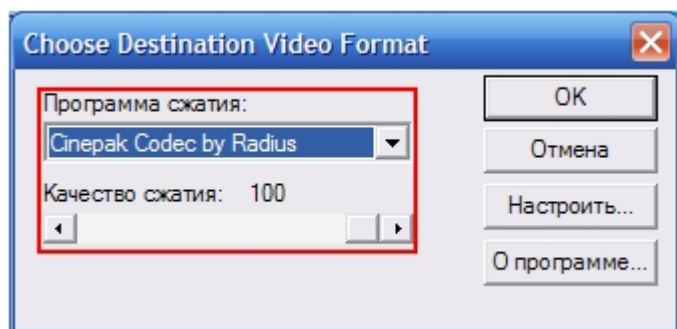 Choose Destination Video Format
Программа сжатия:
Cinepak Codec by Radius
Качество сжатия: 100
OK
Отмена
Настроить...
О программе...